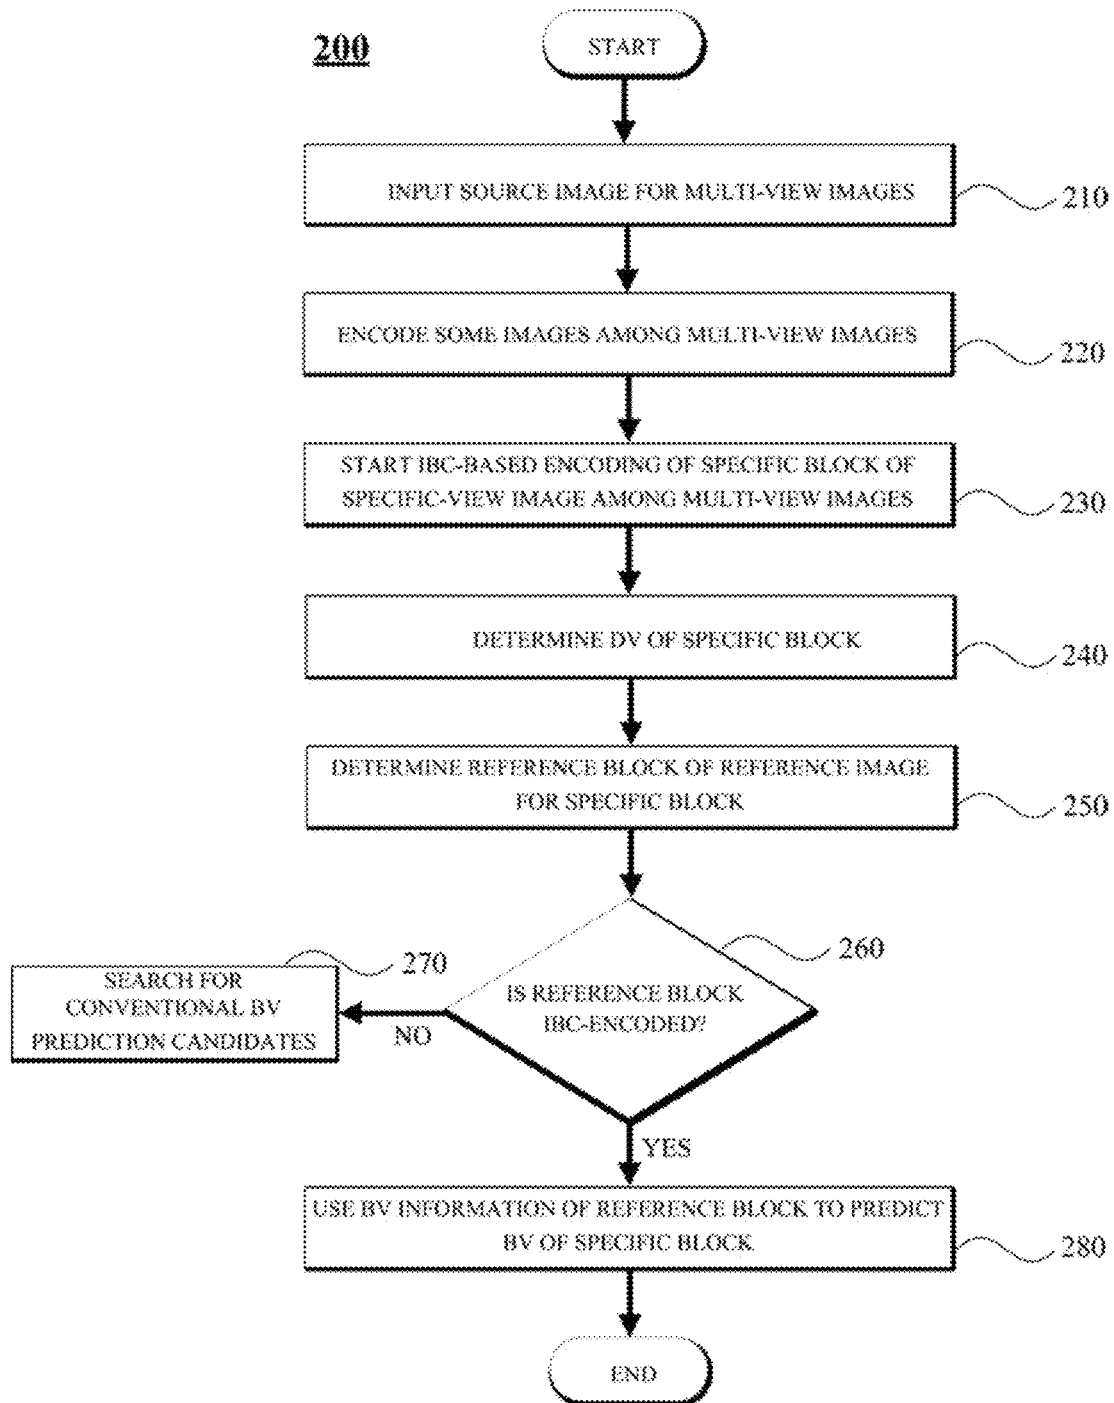 200
START
INPUT SOURCE IMAGE FOR MULTI-VIEW IMAGES
210
ENCODE SOME IMAGES AMONG MULTI-VIEW IMAGES
220
START IBC-BASED ENCODING OF SPECIFIC BLOCK OF
SPECIFIC-VIEW IMAGE AMONG MULTI-VIEW IMAGES
230
DETERMINE DV OF SPECIFIC BLOCK
240
DETERMINE REFERENCE BLOCK OF REFERENCE IMAGE
FOR SPECIFIC BLOCK
250
260
IS REFERENCE BLOCK
IBC-ENCODED?
270
SEARCH FOR
CONVENTIONAL BV
PREDICTION CANDIDATES
NO
YES
USE BV INFORMATION OF REFERENCE BLOCK TO PREDICT
BV OF SPECIFIC BLOCK
280
END